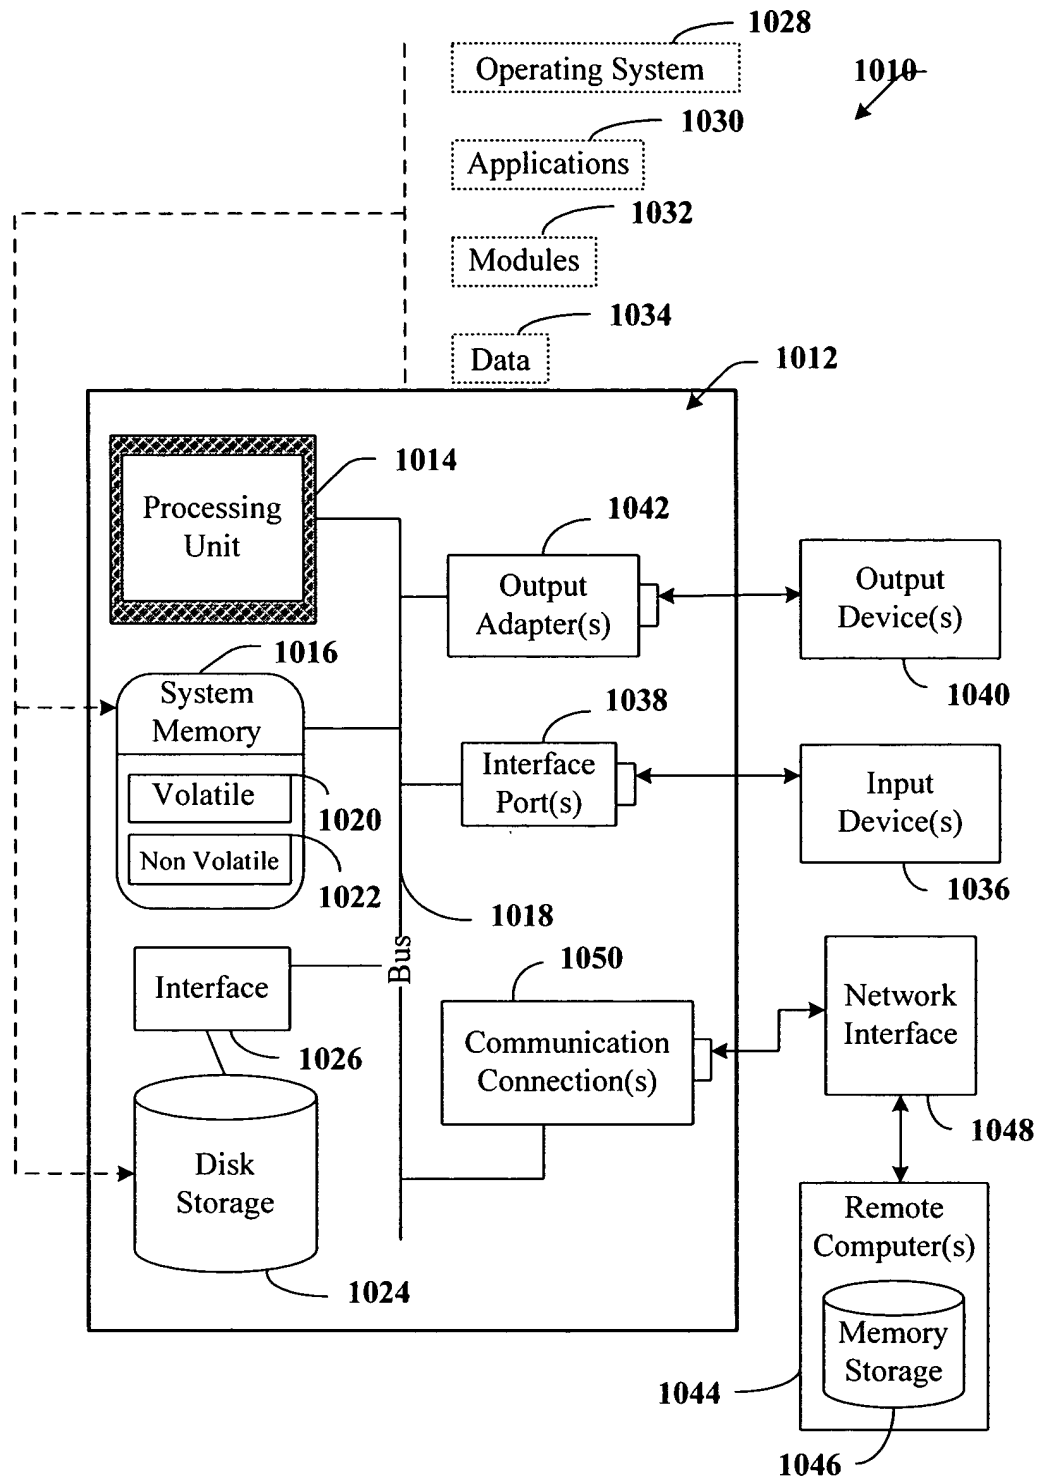 1028
Operating System
1010
1030
Applications
1032
Modules
1034
Data
1012
1014
Processing
Unit
1042
Output
Adapter(s)
Output
Device(s)
1040
1016
System
Memory
1038
Interface
Port(s)
Input
Device(s)
1036
Volatile
1020
Non Volatile
1022
1018
Bus
Interface
1026
1050
Communication
Connection(s)
Network
Interface
1048
Disk
Storage
1024
Remote
Computer(s)
Memory
Storage
1044
1046